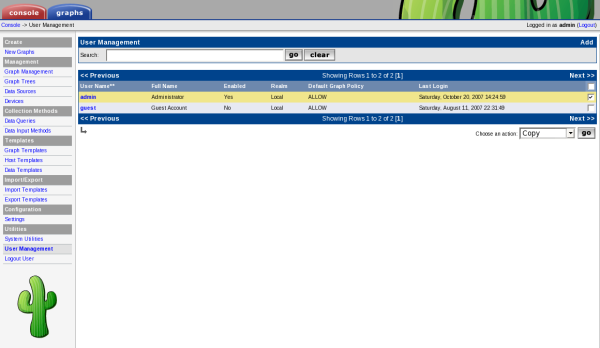 console graphs
Console -> User Management
Logged in as admin (Logout)
Create
New Graphs
Management
Graph Management
Graph Trees
Data Sources
Devices
Collection Methods
Data Queries
Data Input Methods
Templates
Graph Templates
Host Templates
Data Templates
Import/Export
Import Templates
Export Templates
Configuration
Settings
Utilities
System Utilities
User Management
Logout User
User Management Add
Search: go clear
<< Previous Showing Rows 1 to 2 of 2 [1] Next >>
User Name** Full Name Enabled Realm Default Graph Policy Last Login
admin Administrator Yes Local ALLOW Saturday, October 20, 2007 14:24:59
guest Guest Account No Local ALLOW Saturday, August 11, 2007 22:31:49
<< Previous Showing Rows 1 to 2 of 2 [1] Next >>
Choose an action: Copy go